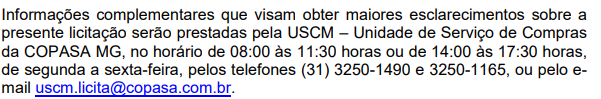 Informações complementares que visam obter maiores esclarecimentos sobre a
presente licitação serão prestadas pela USCM – Unidade de Serviço de Compras
da COPASA MG, no horário de 08:00 às 11:30 horas ou de 14:00 às 17:30 horas,
de segunda a sexta-feira, pelos telefones (31) 3250-1490 e 3250-1165, ou pelo e-
mail uscm.licita@copasa.com.br.